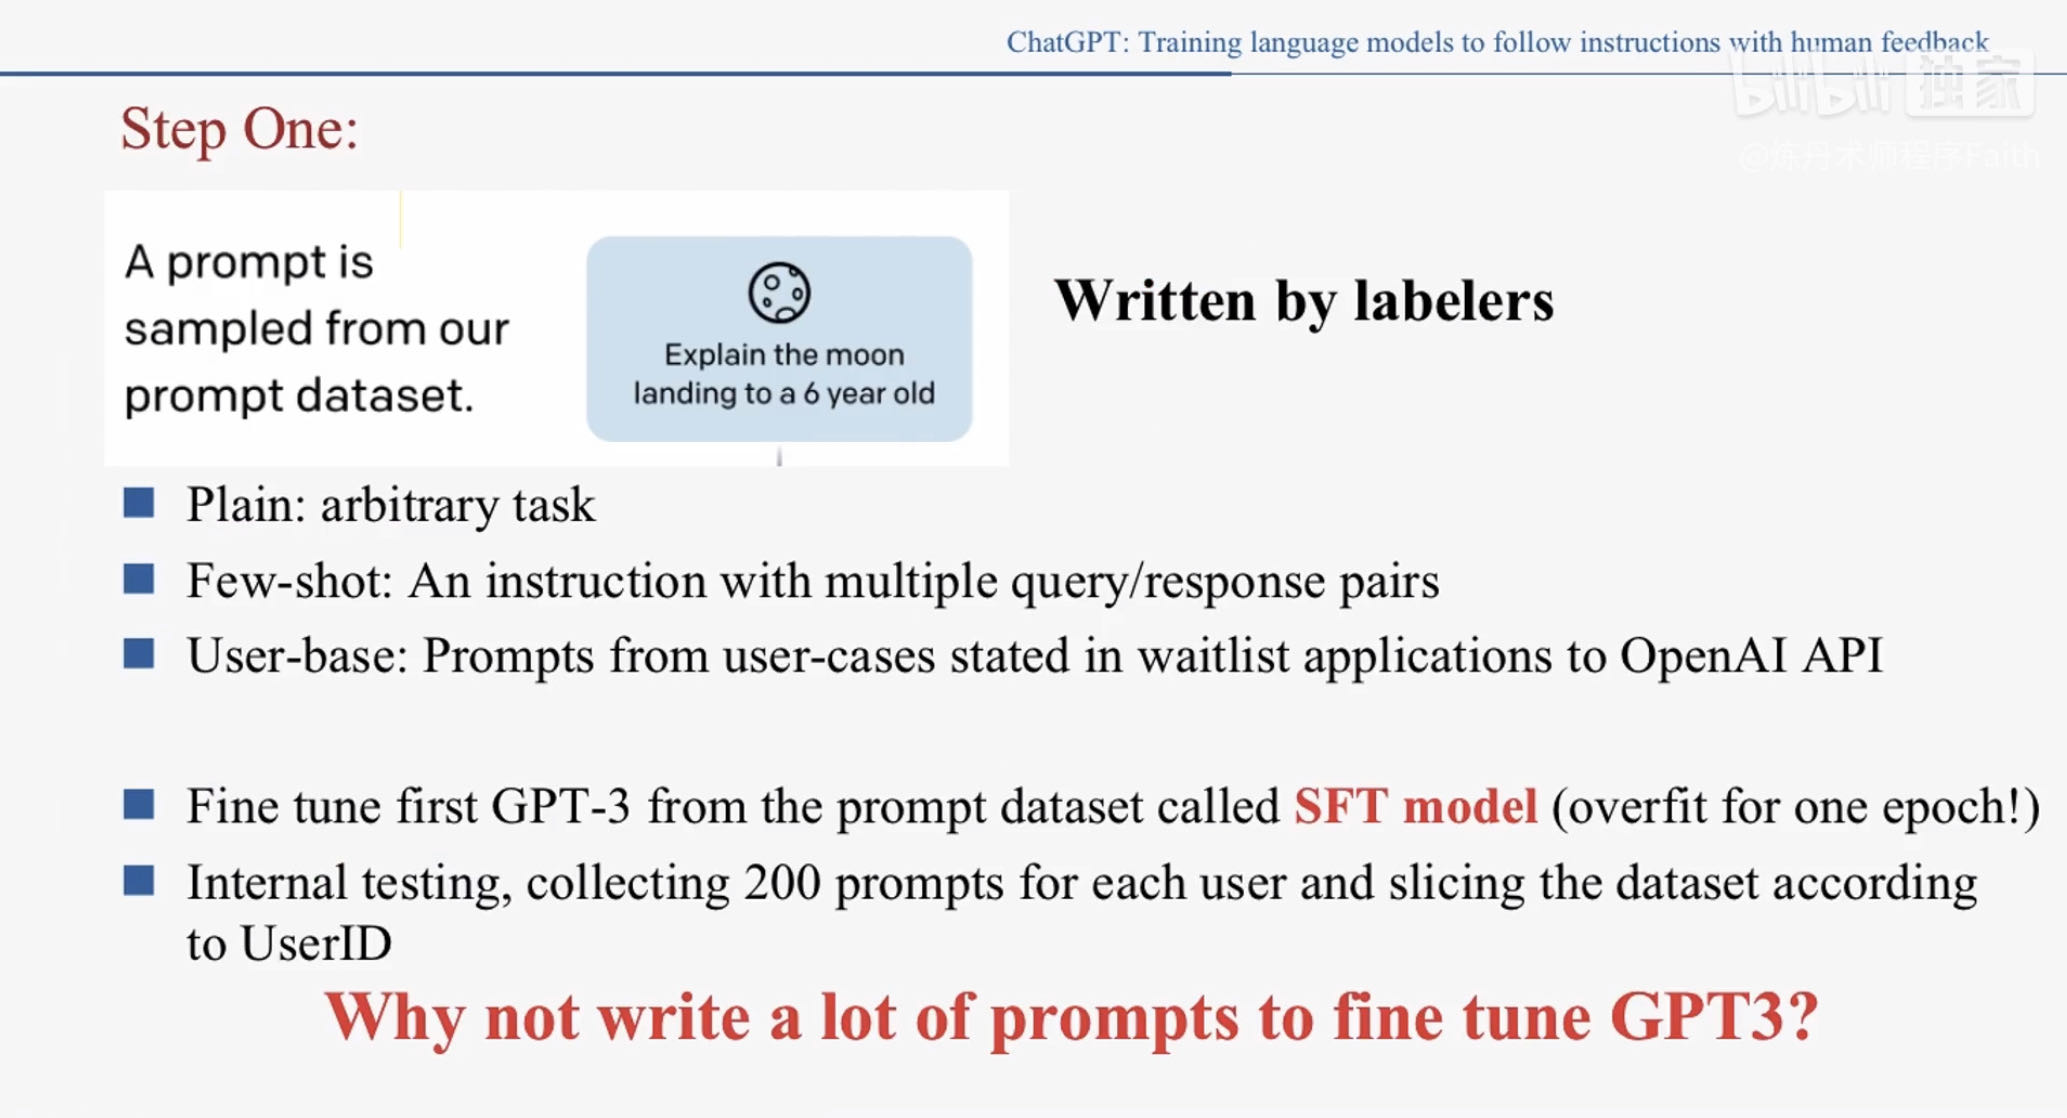 ChatGPT: Training language models to follow instructions with human feedback
bilibili 独家
@炼丹术师程序Faith
Step One:
A prompt is
sampled from our
prompt dataset.
Explain the moon
landing to a 6 year old
Written by labelers
Plain: arbitrary task
Few-shot: An instruction with multiple query/response pairs
User-base: Prompts from user-cases stated in waitlist applications to OpenAI API
Fine tune first GPT-3 from the prompt dataset called SFT model (overfit for one epoch!)
Internal testing, collecting 200 prompts for each user and slicing the dataset according
to UserID
Why not write a lot of prompts to fine tune GPT3?